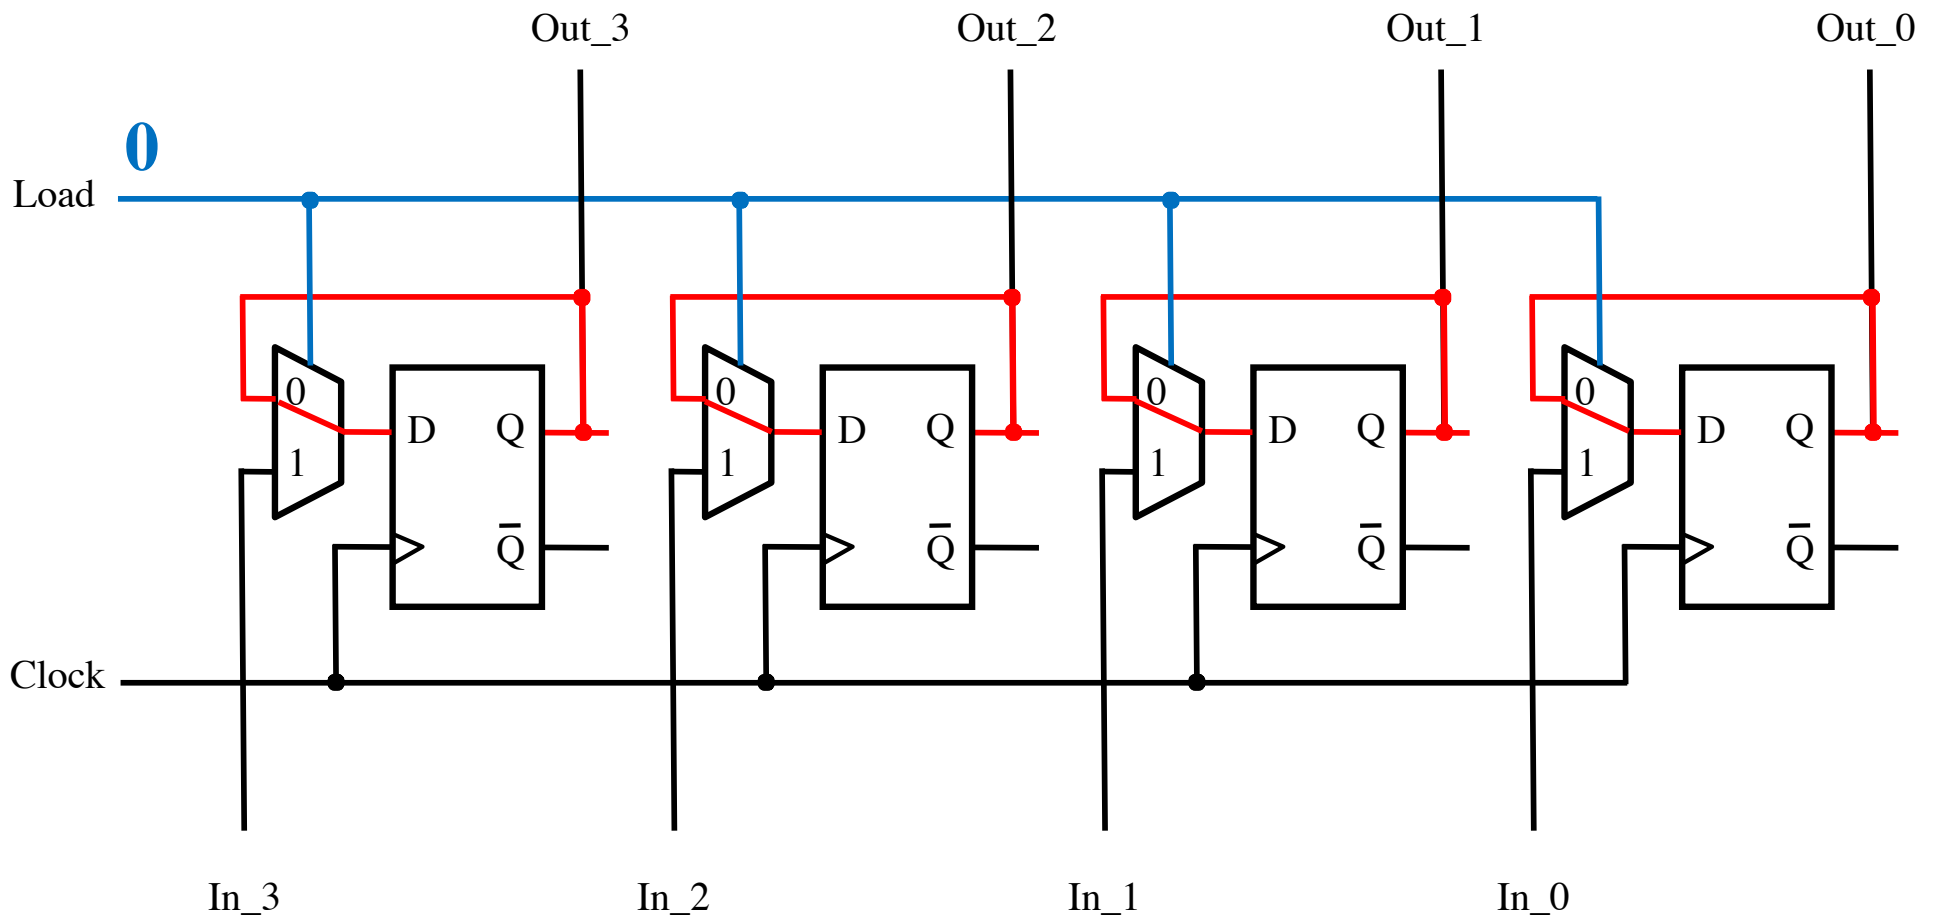 Out_3 Out_2 Out_1 Out_0
0
Load
0 0 0 0
D Q D Q D Q D Q
1 1 1 1
Q̅ Q̅ Q̅ Q̅
Clock
In_3 In_2 In_1 In_0